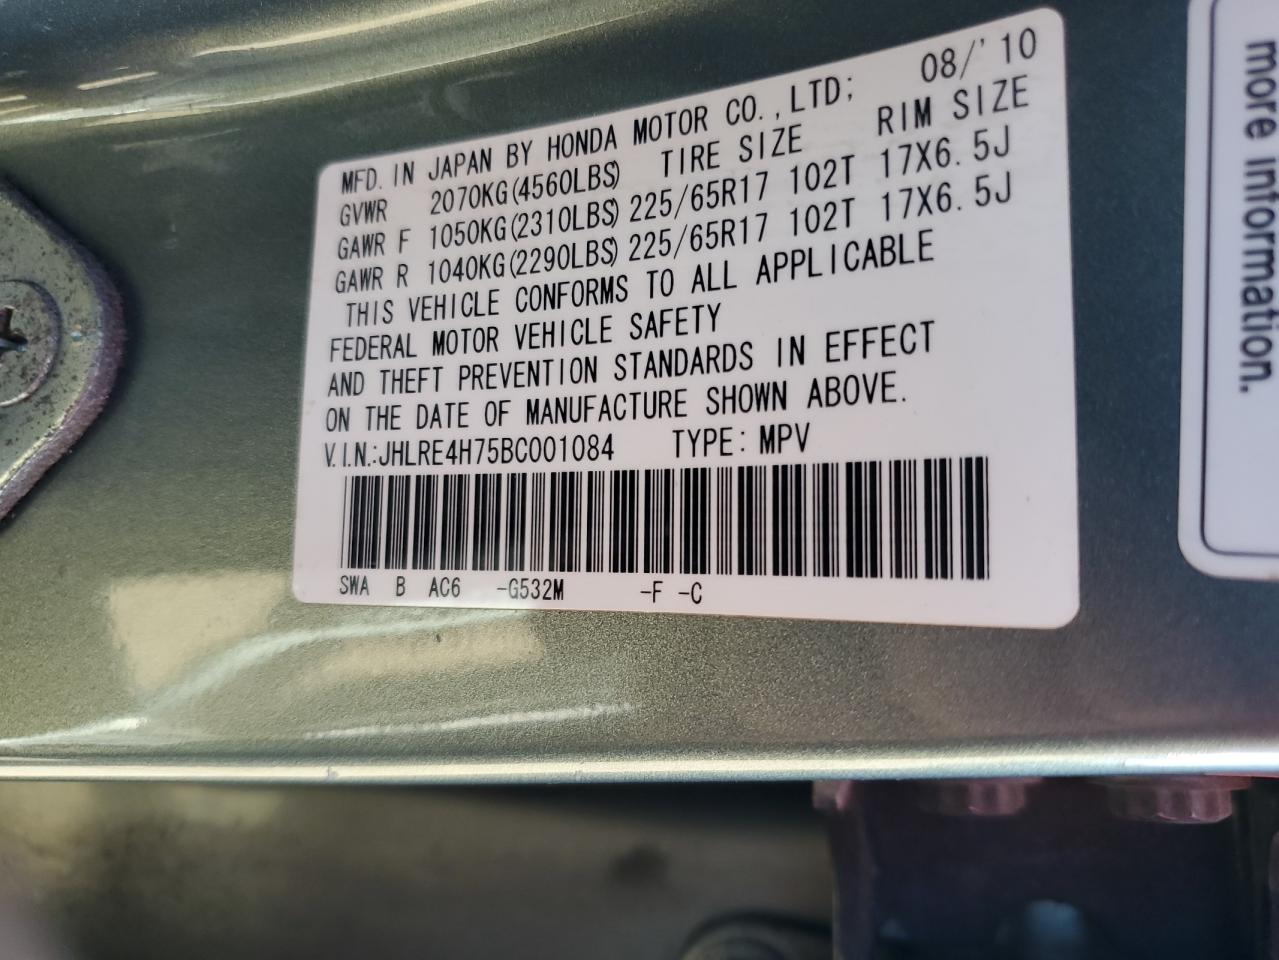 MFD. IN JAPAN BY HONDA MOTOR CO., LTD; 08/'10
GVWR 2070KG(4560LBS) TIRE SIZE RIM SIZE
GAWR F 1050KG(2310LBS) 225/65R17 102T 17X6.5J
GAWR R 1040KG(2290LBS) 225/65R17 102T 17X6.5J
THIS VEHICLE CONFORMS TO ALL APPLICABLE
FEDERAL MOTOR VEHICLE SAFETY
AND THEFT PREVENTION STANDARDS IN EFFECT
ON THE DATE OF MANUFACTURE SHOWN ABOVE.
V.I.N.:JHLRE4H75BC001084 TYPE: MPV
SWA B AC6 -G532M -F -C
more information.